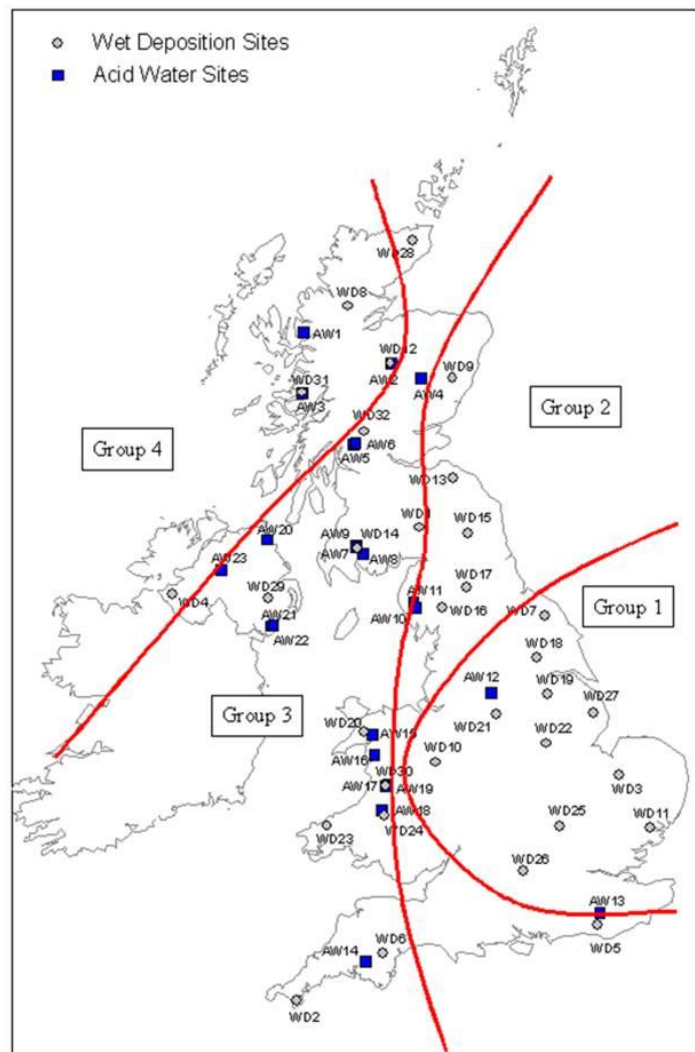 Wet Deposition Sites
Acid Water Sites
WD28
WD8
AW1
WD12
AW2
WD9
AW4
WD31
AW3
Group 2
WD32
AW6
AW5
Group 4
WD13
WD1
WD15
AW20
AW9
WD14
AW7
AW8
AW23
WD29
WD4
WD17
AW11
AW10
WD16
WD7
Group 1
AW21
AW22
WD18
AW12
WD19
WD27
Group 3
WD21
WD20
AW15
WD22
AW16
WD10
WD30
AW17
AW19
WD3
AW18
WD24
WD23
WD25
WD11
WD26
AW13
WD5
WD6
AW14
WD2